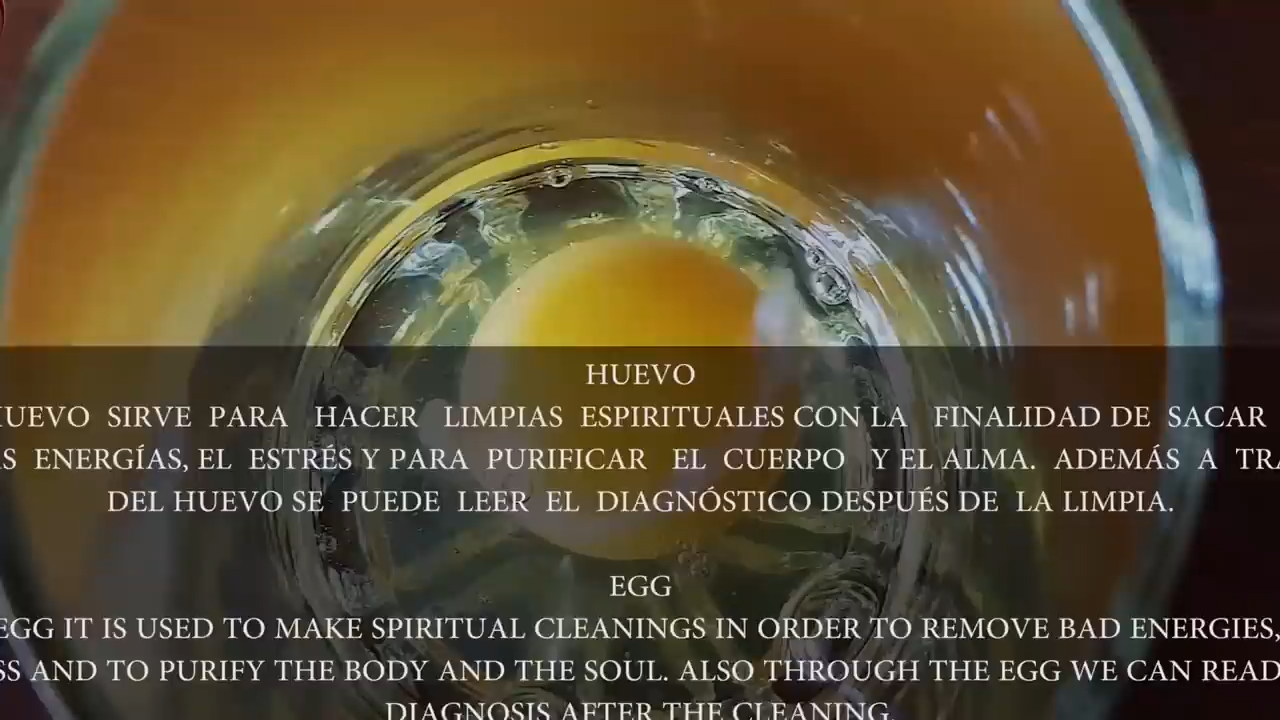 HUEVO
HUEVO SIRVE PARA HACER LIMPIAS ESPIRITUALES CON LA FINALIDAD DE SACAR
ENERGÍAS, EL ESTRÉS Y PARA PURIFICAR EL CUERPO Y EL ALMA. ADEMÁS A
DEL HUEVO SE PUEDE LEER EL DIAGNÓSTICO DESPUÉS DE LA LIMPIA.
EGG
EGG IT IS USED TO MAKE SPIRITUAL CLEANINGS IN ORDER TO REMOVE BAD ENERGIES,
AND TO PURIFY THE BODY AND THE SOUL. ALSO THROUGH THE EGG WE CAN READ
DIAGNOSIS AFTER THE CLEANING.